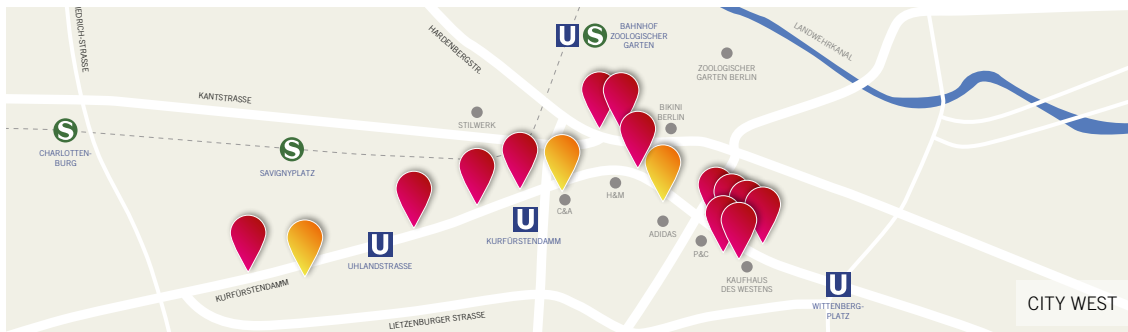 IEDRICH-STRASSE
HARDENBERGSTR.
U
S
BAHNHOF
ZOOLOGISCHER
GARTEN
LANDWEHRKANAL
ZOOLOGISCHER
GARTEN BERLIN
KANTSTRASSE
STILWERK
BIKINI
BERLIN
S
CHARLOTTEN-
BURG
S
SAVIGNYPLATZ
H&M
C&A
U
KURFÜRSTENDAMM
ADIDAS
U
UHLANDSTRASSE
P&C
KAUFHAUS
DES WESTENS
KURFÜRSTENDAMM
U
WITTENBERG-
PLATZ
LIETZENBURGER STRASSE
CITY WEST